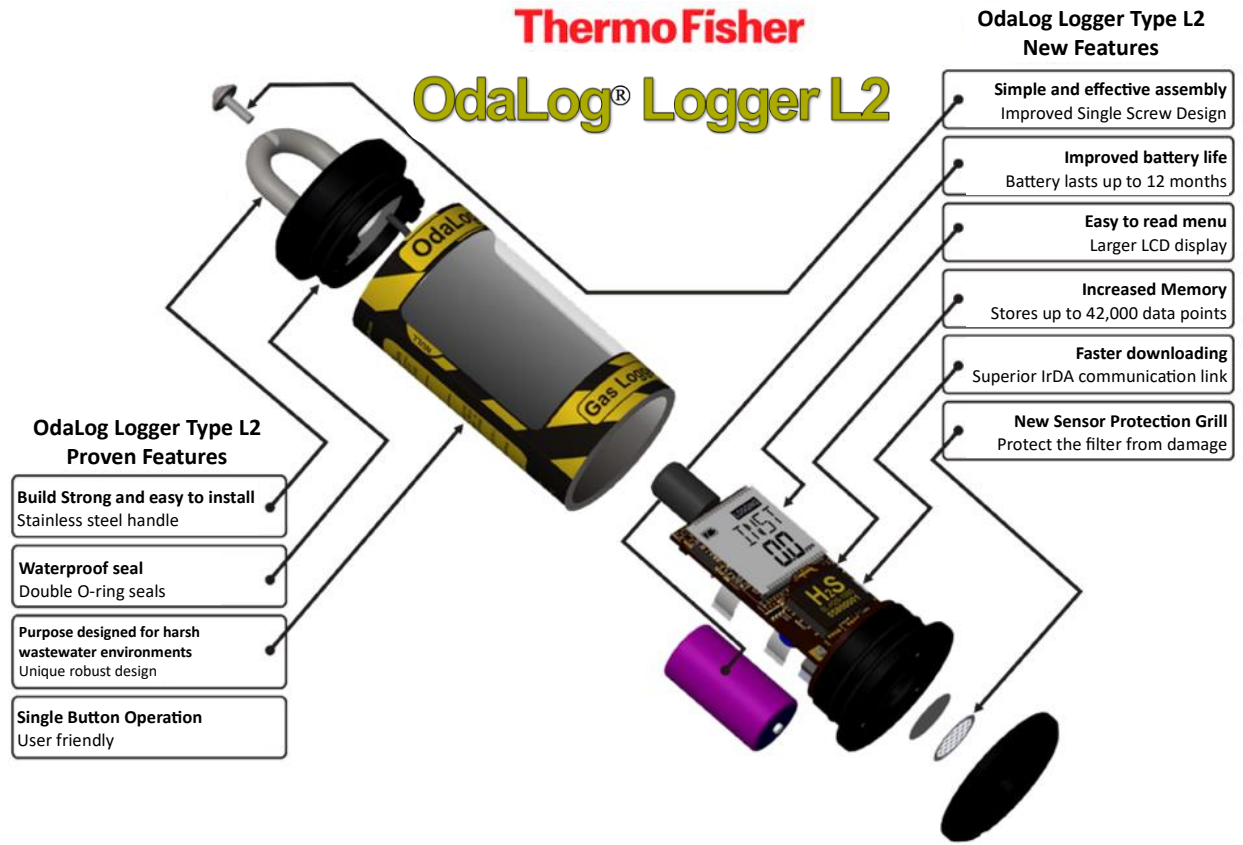 ThermoFisher
OdaLog® Logger L2
OdaLog Logger Type L2
New Features
Simple and effective assembly
Improved Single Screw Design
Improved battery life
Battery lasts up to 12 months
Easy to read menu
Larger LCD display
Increased Memory
Stores up to 42,000 data points
Faster downloading
Superior IrDA communication link
New Sensor Protection Grill
Protect the filter from damage
OdaLog Logger Type L2
Proven Features
Build Strong and easy to install
Stainless steel handle
Waterproof seal
Double O-ring seals
Purpose designed for harsh
wastewater environments
Unique robust design
Single Button Operation
User friendly
OdaLog
NULL
Gas Logger
LOGGING
INST
0.0
H2S